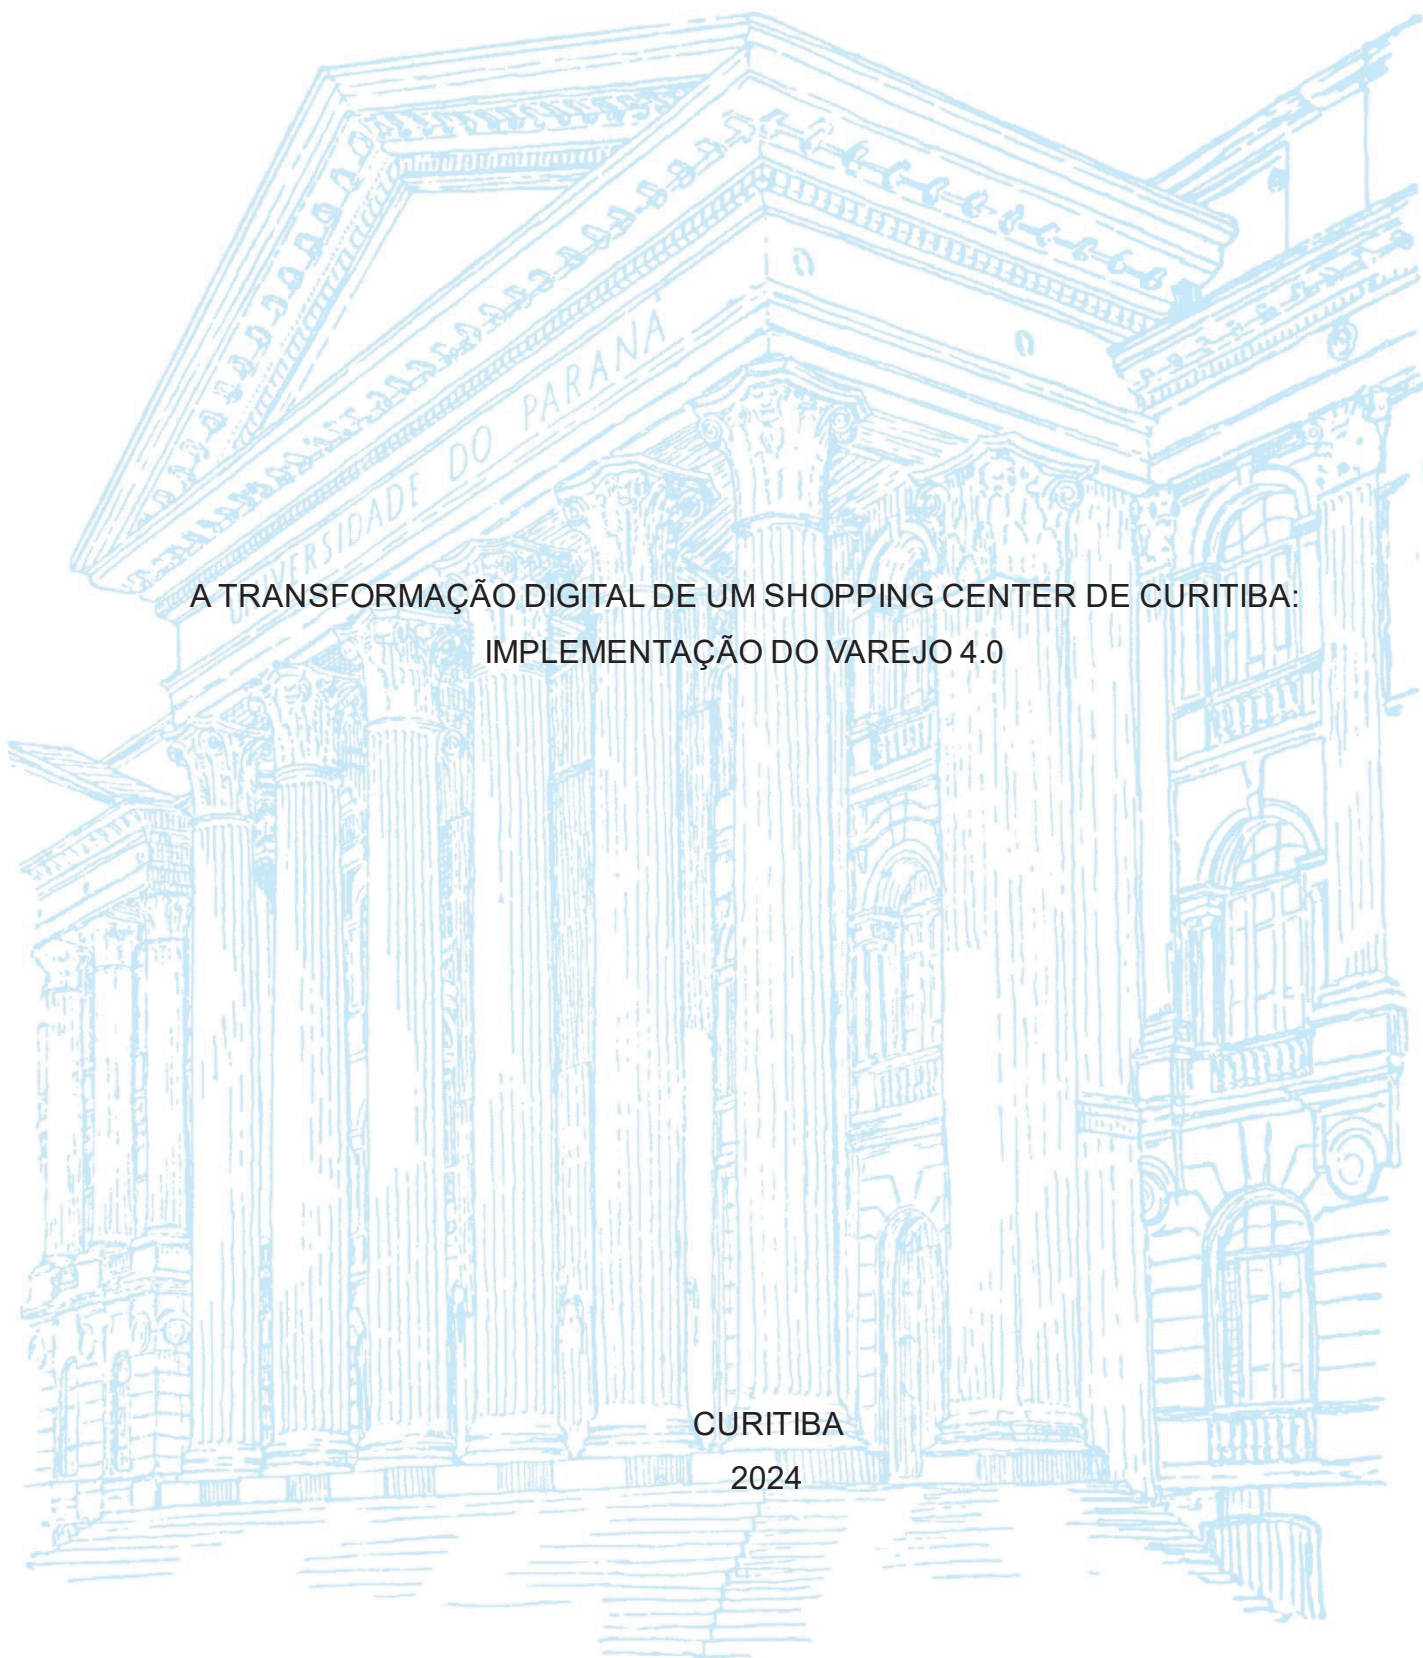 UNIVERSIDADE DO PARANÁ
A TRANSFORMAÇÃO DIGITAL DE UM SHOPPING CENTER DE CURITIBA:
IMPLEMENTAÇÃO DO VAREJO 4.0
CURITIBA
2024